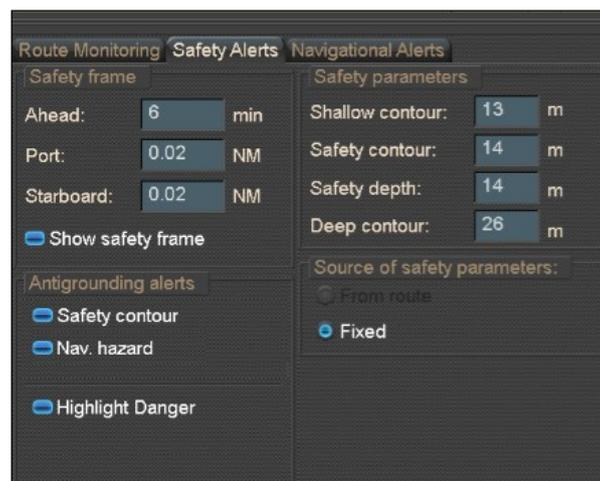 Route Monitoring Safety Alerts Navigational Alerts
Safety frame
Ahead: 6 min
Port: 0.02 NM
Starboard: 0.02 NM
Show safety frame
Antigrounding alerts
Safety contour
Nav. hazard
Highlight Danger
Safety parameters
Shallow contour: 13 m
Safety contour: 14 m
Safety depth: 14 m
Deep contour: 26 m
Source of safety parameters:
From route
Fixed